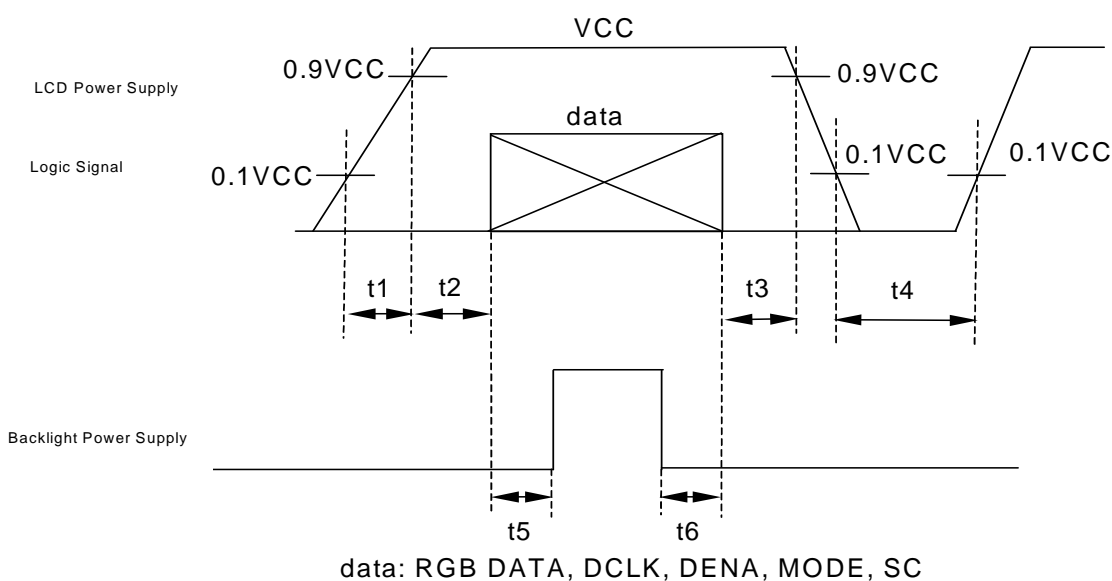 VCC
0.9VCC
0.9VCC
LCD Power Supply
data
Logic Signal
0.1VCC
0.1VCC
0.1VCC
t1
t2
t3
t4
Backlight Power Supply
t5
t6
data: RGB DATA, DCLK, DENA, MODE, SC